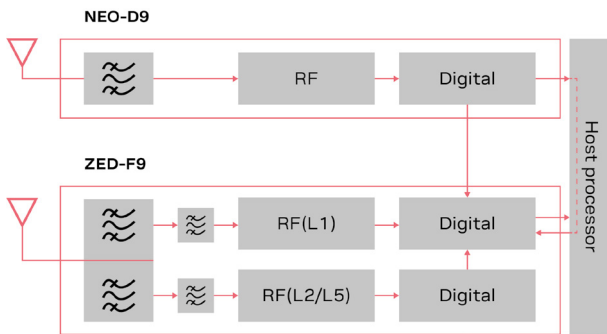 NEO-D9
RF
Digital
Host processor
ZED-F9
RF(L1)
Digital
RF(L2/L5)
Digital